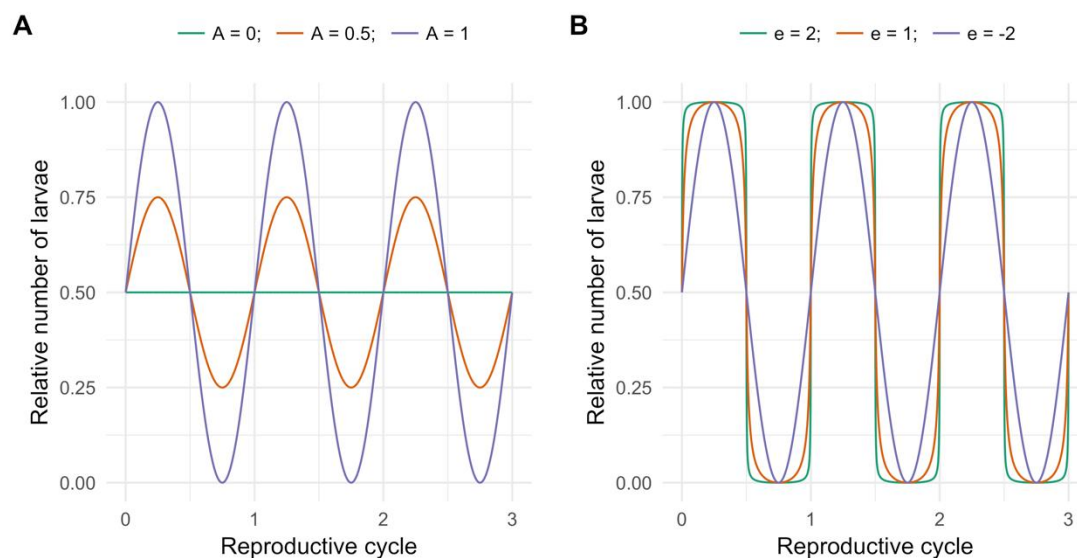 A
A = 0; A = 0.5; A = 1
1.00
0.75
0.50
0.25
0.00
Relative number of larvae
0 1 2 3
Reproductive cycle
B
e = 2; e = 1; e = -2
1.00
0.75
0.50
0.25
0.00
Relative number of larvae
0 1 2 3
Reproductive cycle